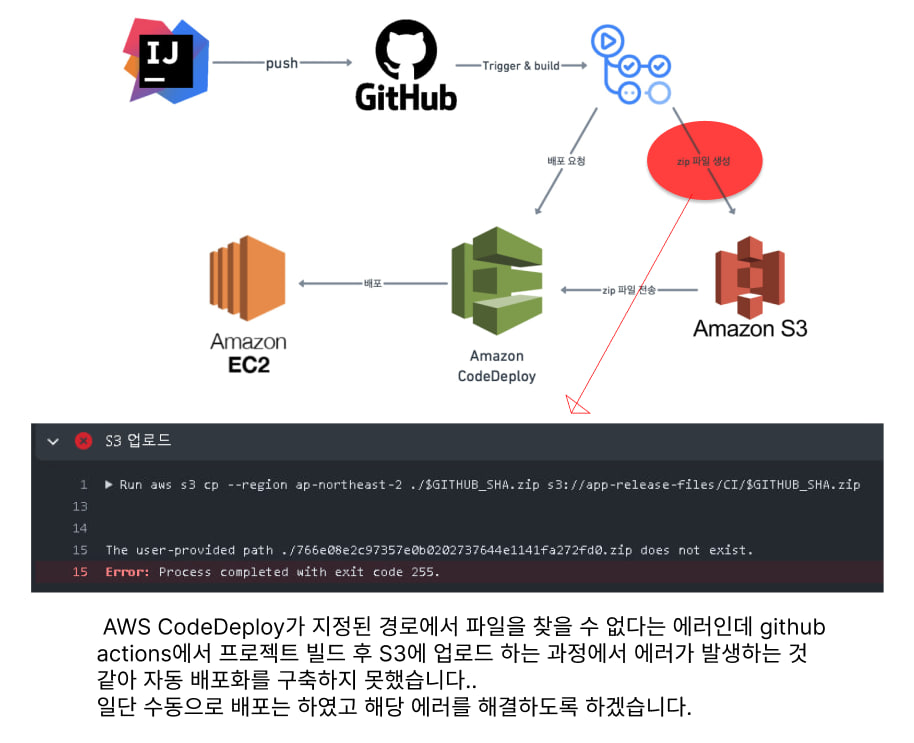 IJ
push
GitHub
Trigger & build
배포 요청
zip 파일 생성
배포
zip 파일 전송
Amazon
EC2
Amazon
CodeDeploy
Amazon S3
S3 업로드
1 ▶ Run aws s3 cp --region ap-northeast-2 ./$GITHUB_SHA.zip s3://app-release-files/CI/$GITHUB_SHA.zip
13
14
15 The user-provided path ./766e08e2c97357e0b0202737644e1141fa272fd0.zip does not exist.
15 Error: Process completed with exit code 255.
AWS CodeDeploy가 지정된 경로에서 파일을 찾을 수 없다는 에러인데 github
actions에서 프로젝트 빌드 후 S3에 업로드 하는 과정에서 에러가 발생하는 것
같아 자동 배포화를 구축하지 못했습니다..
일단 수동으로 배포는 하였고 해당 에러를 해결하도록 하겠습니다.